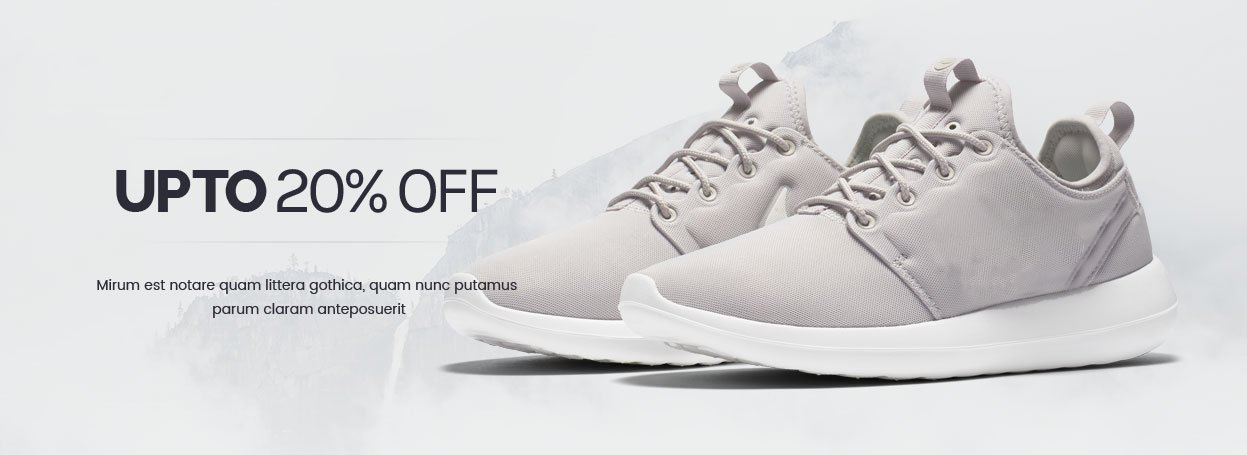 UPTO 20% OFF
Mirum est notare quam littera gothica, quam nunc putamus
parum claram anteposuerit